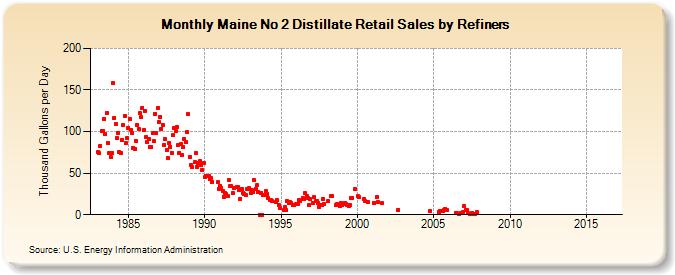 Monthly Maine No 2 Distillate Retail Sales by Refiners
Thousand Gallons per Day
200
150
100
50
0
1985 1990 1995 2000 2005 2010 2015
Source: U.S. Energy Information Administration